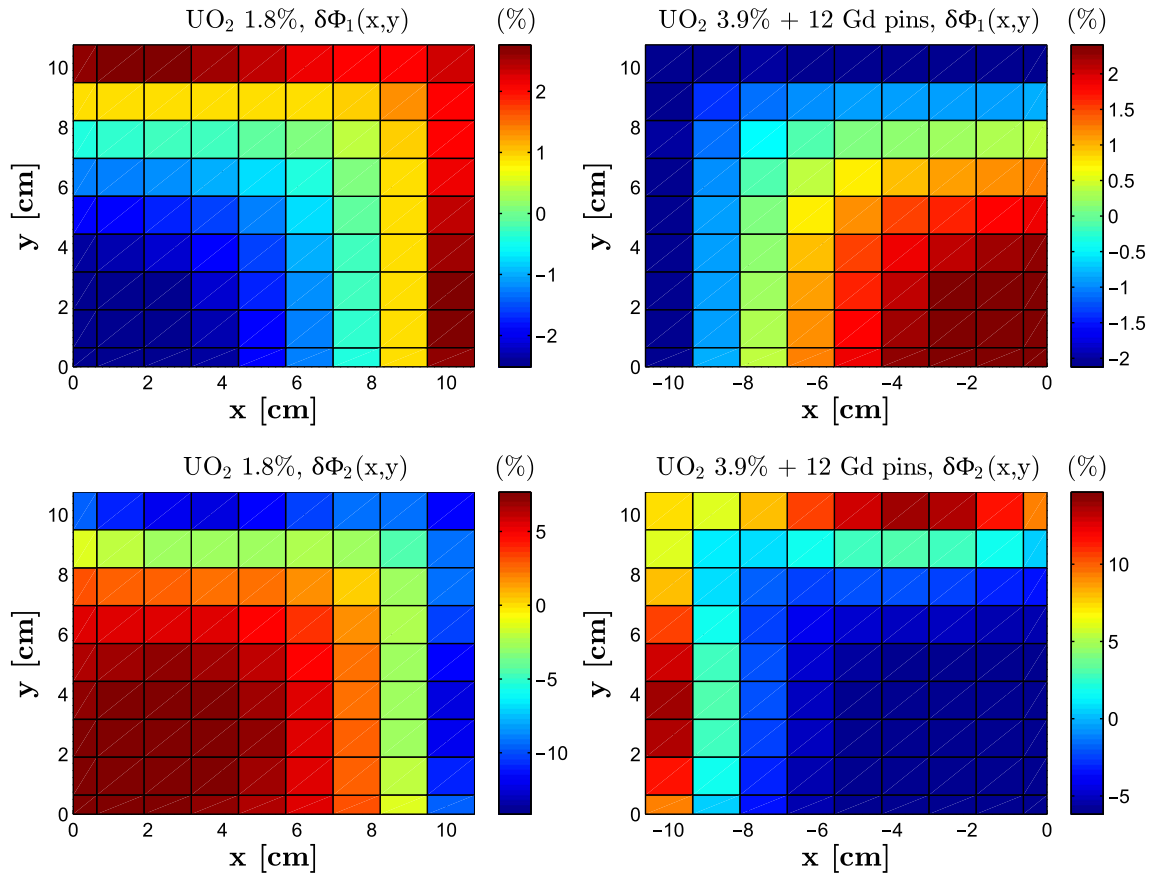 UO₂ 1.8%, δΦ₁(x,y) (%)
10
8
6
4
2
0
y [cm]
0 2 4 6 8 10
x [cm]
2
1
0
−1
−2
UO₂ 3.9% + 12 Gd pins, δΦ₁(x,y) (%)
10
8
6
4
2
0
y [cm]
−10 −8 −6 −4 −2 0
x [cm]
2
1.5
1
0.5
0
−0.5
−1
−1.5
−2
UO₂ 1.8%, δΦ₂(x,y) (%)
10
8
6
4
2
0
y [cm]
0 2 4 6 8 10
x [cm]
5
0
−5
−10
UO₂ 3.9% + 12 Gd pins, δΦ₂(x,y) (%)
10
8
6
4
2
0
y [cm]
−10 −8 −6 −4 −2 0
x [cm]
10
5
0
−5